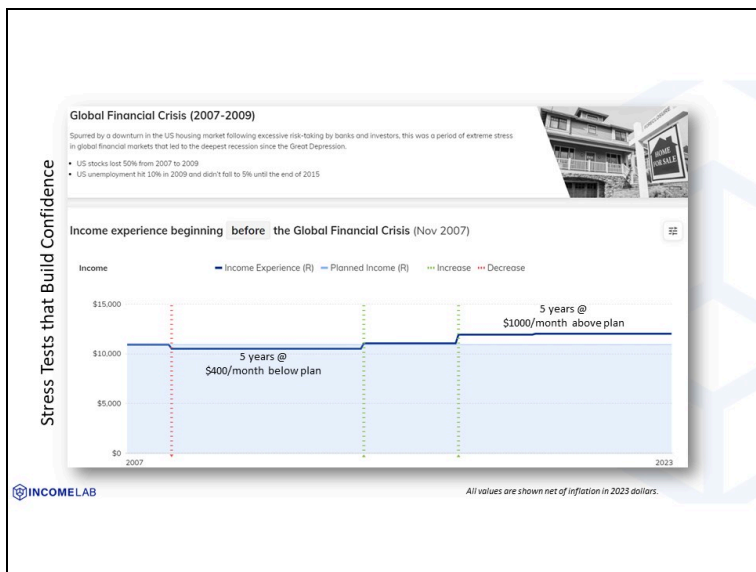 Stress Tests that Build Confidence
Global Financial Crisis (2007-2009)
Spurred by a downturn in the US housing market following excessive risk-taking by banks and investors, this was a period of extreme stress
in global financial markets that led to the deepest recession since the Great Depression.
• US stocks lost 50% from 2007 to 2009
• US unemployment hit 10% in 2009 and didn't fall to 5% until the end of 2015
HOME
FOR SALE
Income experience beginning before the Global Financial Crisis (Nov 2007)
Income
Income Experience (R) Planned Income (R) Increase Decrease
$15,000
5 years @
$1000/month above plan
$10,000
5 years @
$400/month below plan
$5,000
$0
2007 2023
INCOMELAB
All values are shown net of inflation in 2023 dollars.